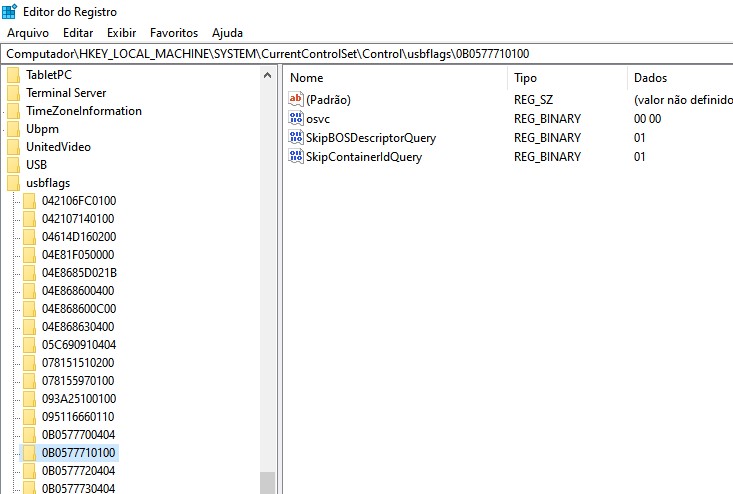 Editor do Registro
Arquivo Editar Exibir Favoritos Ajuda
Computador\HKEY_LOCAL_MACHINE\SYSTEM\CurrentControlSet\Control\usbflags\0B0577710100
TabletPC
Terminal Server
TimeZoneInformation
Ubpm
UnitedVideo
USB
usbflags
042106FC0100
042107140100
04614D160200
04E81F050000
04E8685D021B
04E868600400
04E868600C00
04E868630400
05C690910404
078151510200
078155970100
093A25100100
095116660110
0B0577700404
0B0577710100
0B0577720404
0B0577730404
Nome Tipo Dados
(Padrão) REG_SZ (valor não definido
osvc REG_BINARY 00 00
SkipBOSDescriptorQuery REG_BINARY 01
SkipContainerIdQuery REG_BINARY 01